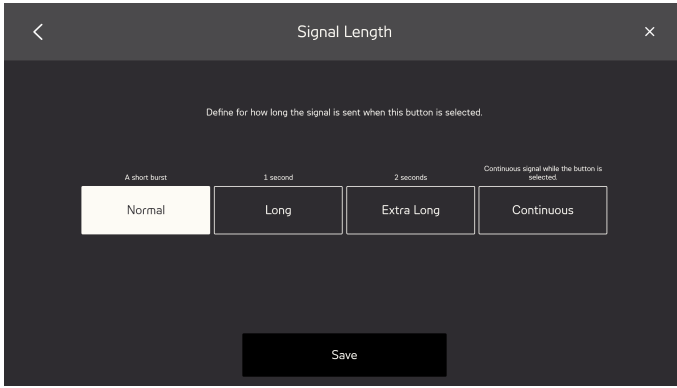 Signal Length
Define for how long the signal is sent when this button is selected.
A short burst
1 second
2 seconds
Continuous signal while the button is
selected.
Normal
Long
Extra Long
Continuous
Save